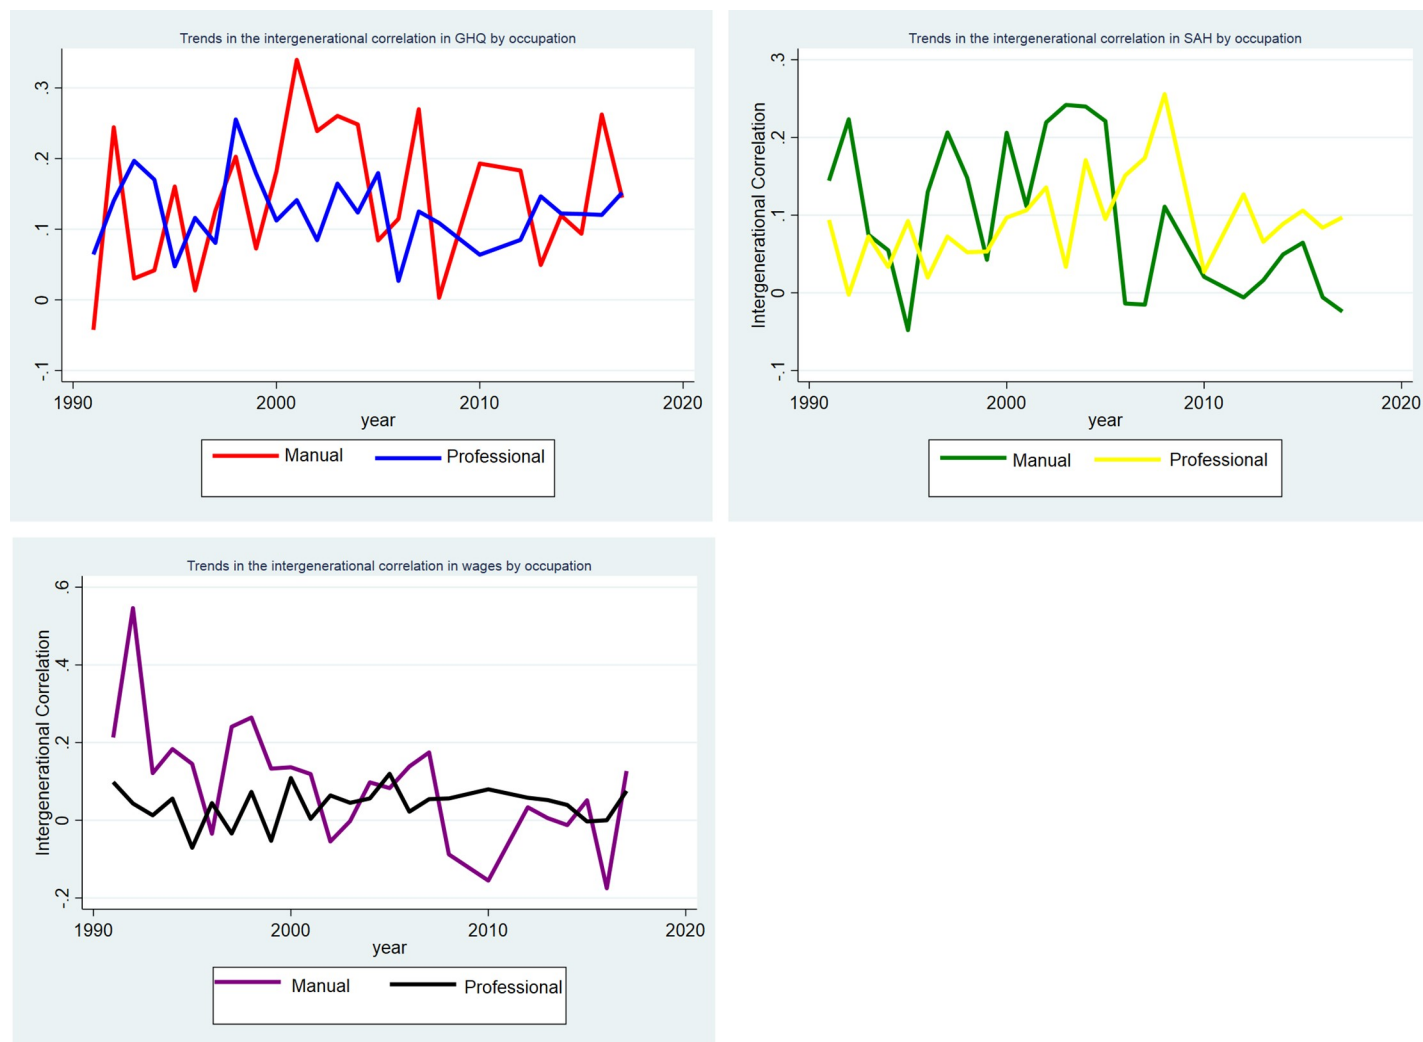 Trends in the intergenerational correlation in GHQ by occupation
.3
.2
.1
0
-.1
1990 2000 2010 2020
year
Manual Professional
Trends in the intergenerational correlation in SAH by occupation
Intergenerational Correlation
.3
.2
.1
0
-.1
1990 2000 2010 2020
year
Manual Professional
Trends in the intergenerational correlation in wages by occupation
Intergenerational Correlation
.6
.4
.2
0
-.2
1990 2000 2010 2020
year
Manual Professional